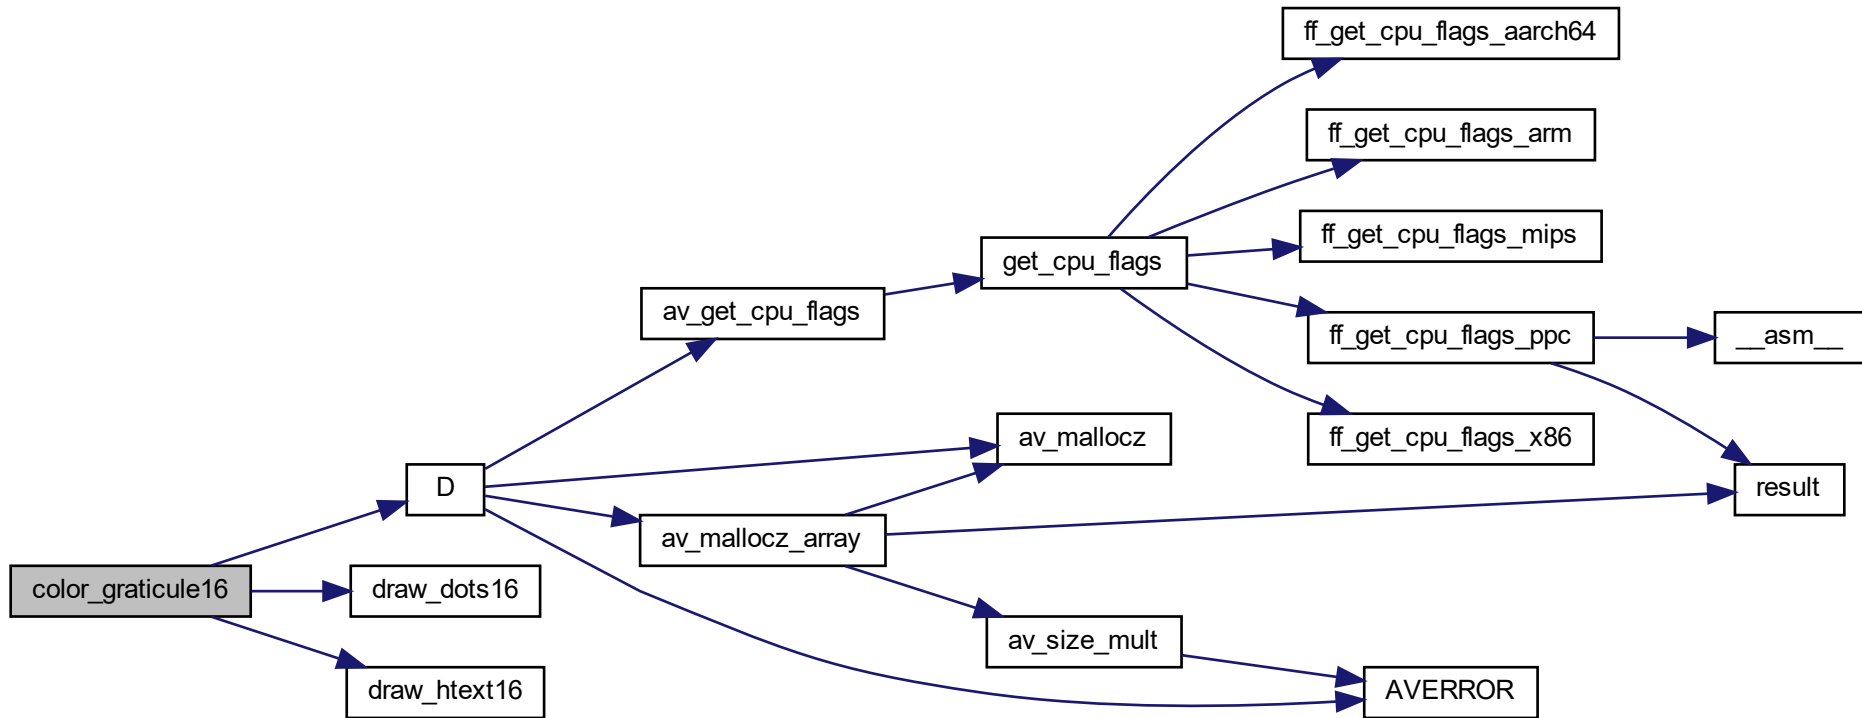 ff_get_cpu_flags_aarch64
ff_get_cpu_flags_arm
ff_get_cpu_flags_mips
get_cpu_flags
av_get_cpu_flags
ff_get_cpu_flags_ppc
__asm__
av_mallocz
ff_get_cpu_flags_x86
D
result
av_mallocz_array
color_graticule16
draw_dots16
av_size_mult
draw_htext16
AVERROR